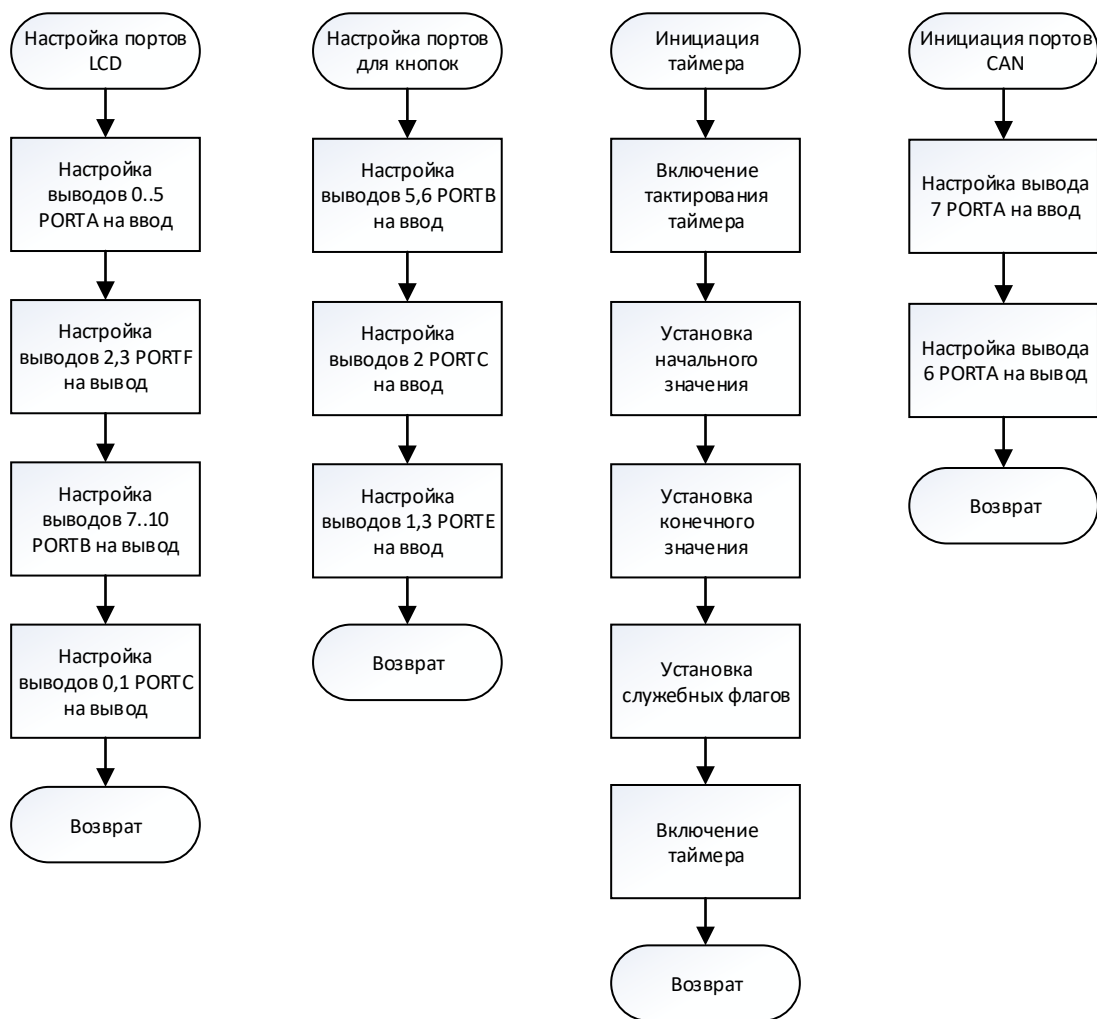 Настройка портов
LCD
Настройка
выводов 0..5
PORTA на ввод
Настройка
выводов 2,3 PORTF
на вывод
Настройка
выводов 7..10
PORTB на вывод
Настройка
выводов 0,1 PORTC
на вывод
Возврат
Настройка портов
для кнопок
Настройка
выводов 5,6 PORTB
на ввод
Настройка
выводов 2 PORTC
на ввод
Настройка
выводов 1,3 PORTE
на ввод
Возврат
Инициация
таймера
Включение
тактирования
таймера
Установка
начального
значения
Установка
конечного
значения
Установка
служебных флагов
Включение
таймера
Возврат
Инициация портов
CAN
Настройка вывода
7 PORTA на ввод
Настройка вывода
6 PORTA на вывод
Возврат